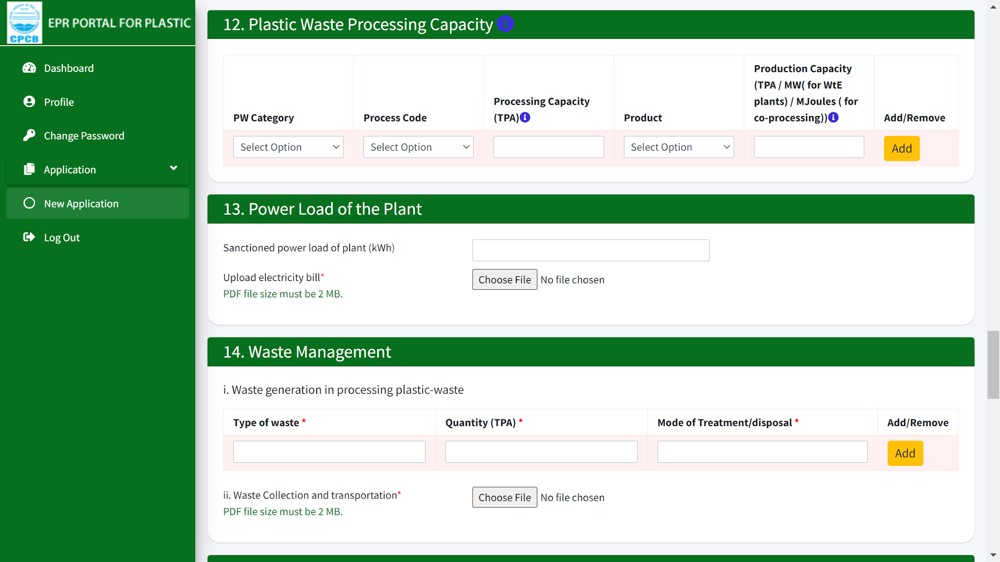 CPCB
EPR PORTAL FOR PLASTIC
Dashboard
Profile
Change Password
Application
New Application
Log Out
12. Plastic Waste Processing Capacity
PW Category
Process Code
Processing Capacity
(TPA)
Product
Production Capacity
(TPA / MW( for WtE
plants) / MJoules ( for
co-processing))
Add/Remove
Select Option
Select Option
Select Option
Add
13. Power Load of the Plant
Sanctioned power load of plant (kWh)
Upload electricity bill*
PDF file size must be 2 MB.
Choose File No file chosen
14. Waste Management
i. Waste generation in processing plastic-waste
Type of waste *
Quantity (TPA) *
Mode of Treatment/disposal *
Add/Remove
Add
ii. Waste Collection and transportation*
PDF file size must be 2 MB.
Choose File No file chosen